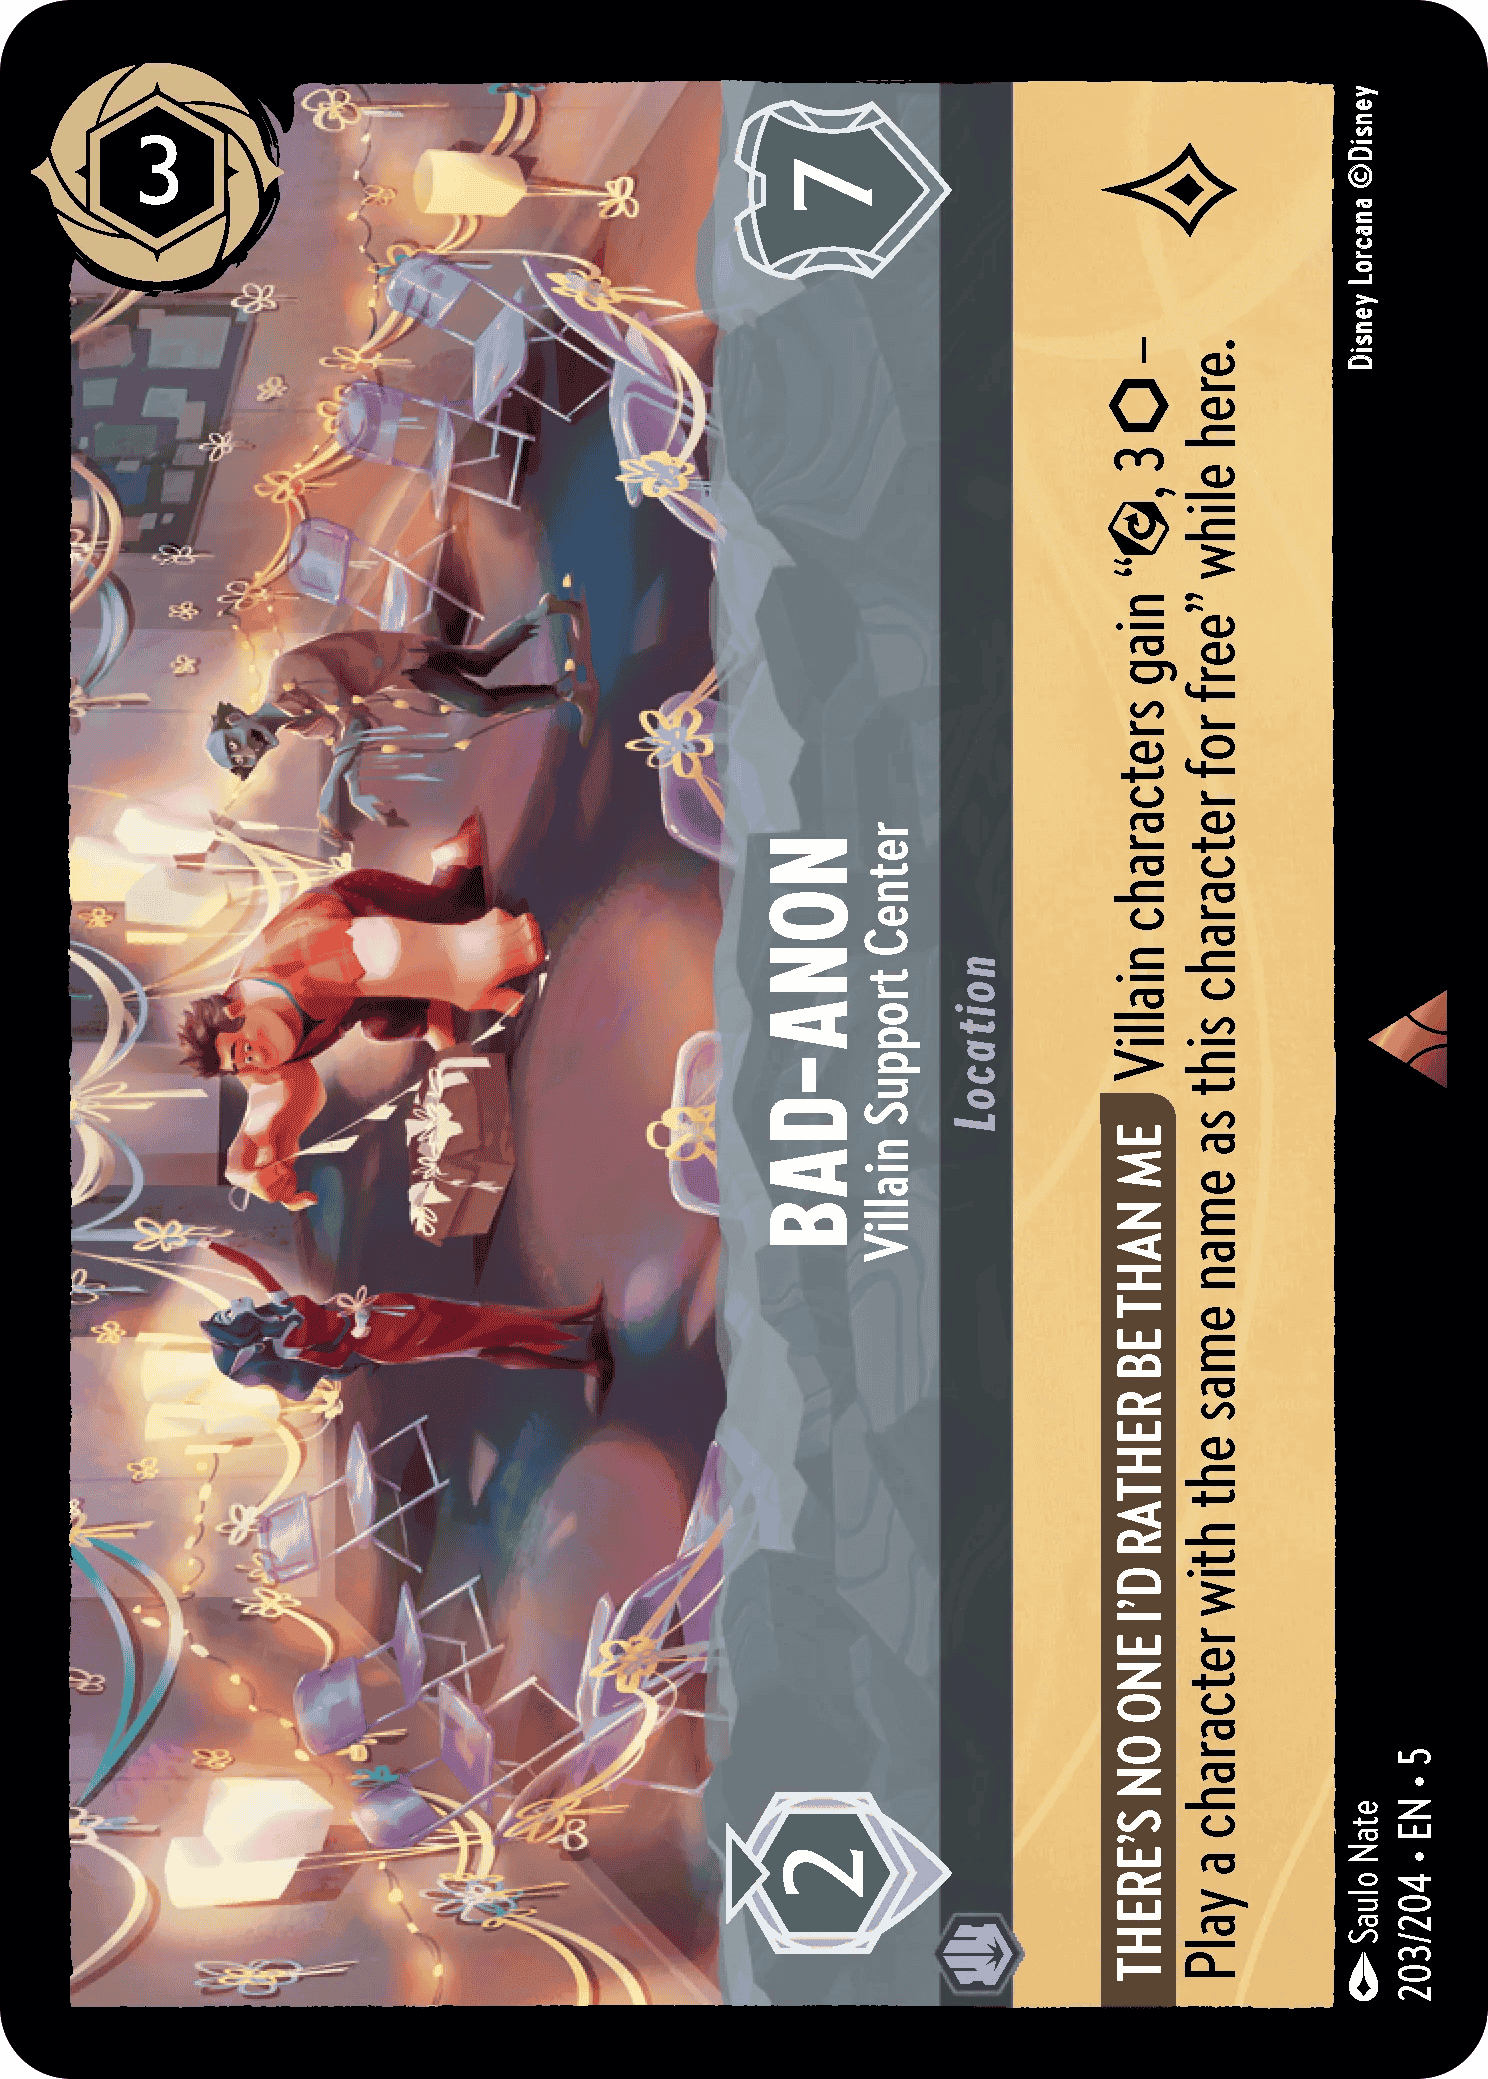 3
2
BAD-ANON
7
Villain Support Center
Location
THERE'S NO ONE I'D RATHER BE THAN ME Villain characters gain “, 3 –
Play a character with the same name as this character for free” while here.
Saulo Nate
Disney Lorcana ©Disney
203/204 • EN • 5